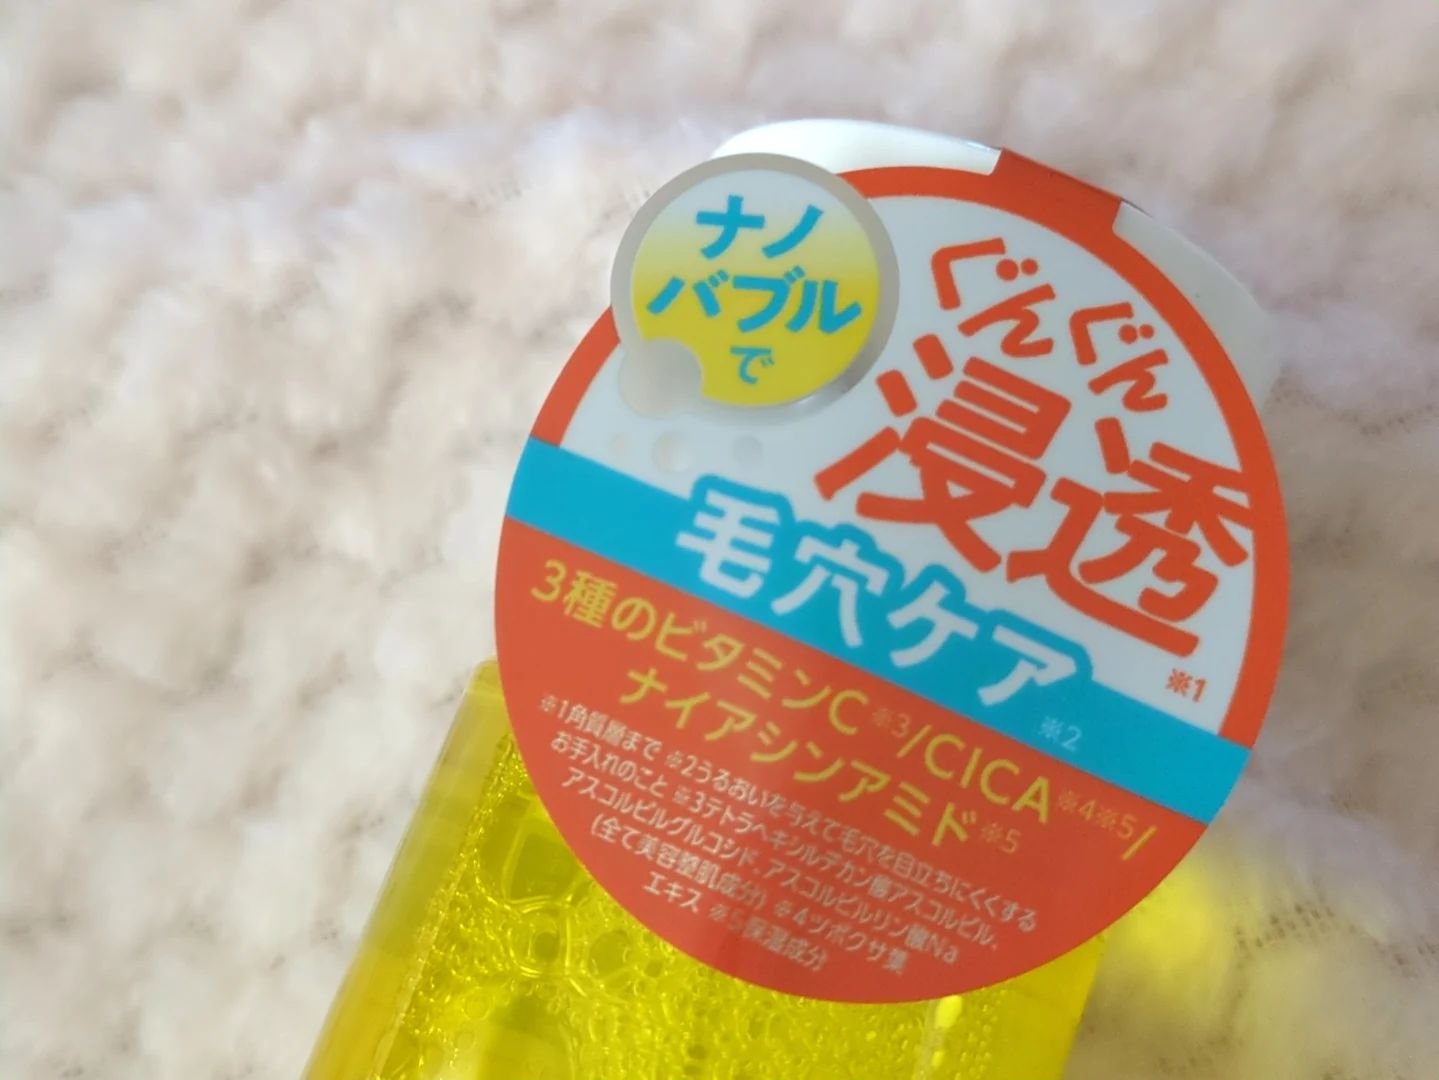 ナノ
バブル
で
ぐんぐん
浸透※1
毛穴ケア※2
3種のビタミンC※3/CICA※4※5/
ナイアシンアミド※5
※1角質層まで ※2うるおいを与えて毛穴を目立ちにくくする
お手入れのこと ※3テトラヘキシルデカン酸アスコルビル、
アスコルビルグルコシド、アスコルビルリン酸Na
(全て美容整肌成分) ※4ツボクサ葉
エキス ※5保湿成分